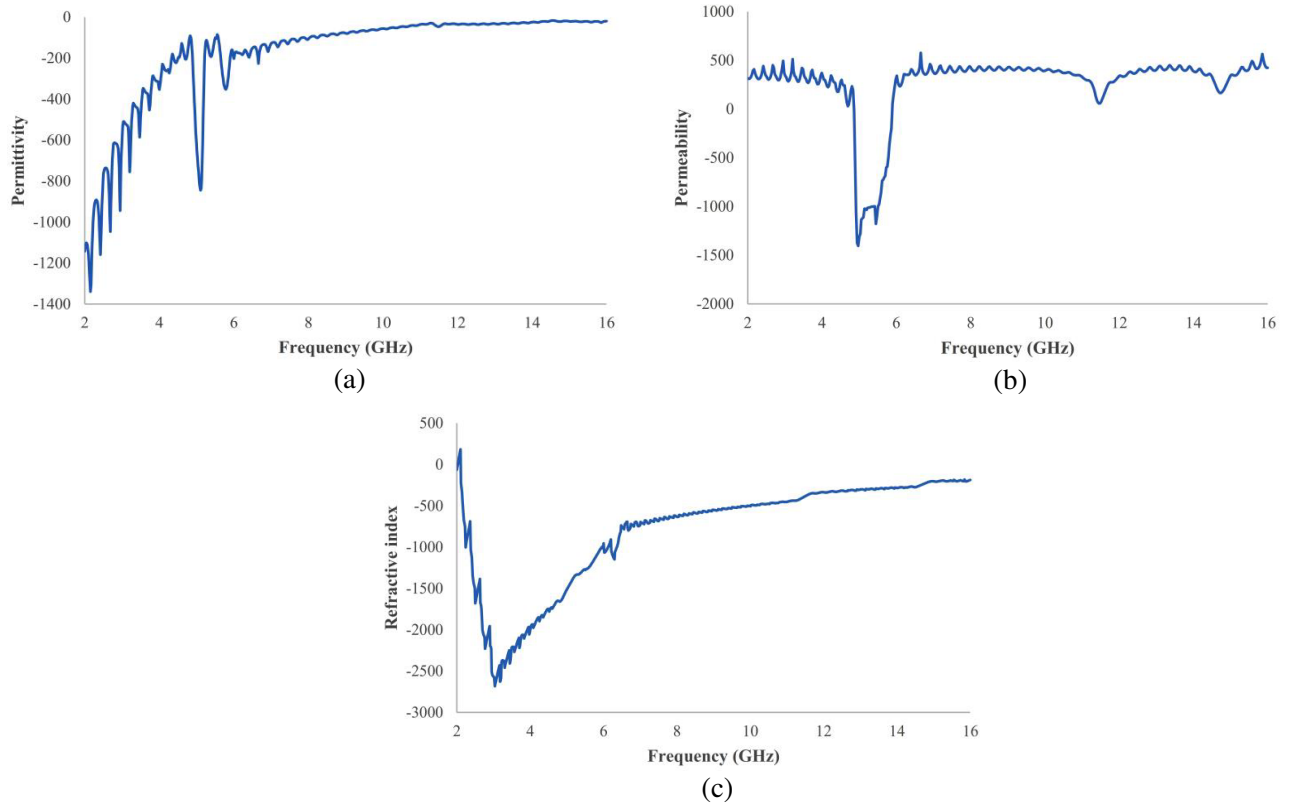 0
-200
-400
-600
-800
-1000
-1200
-1400
Permittivity
2 4 6 8 10 12 14 16
Frequency (GHz)
(a)
1000
500
0
-500
-1000
-1500
-2000
Permeability
2 4 6 8 10 12 14 16
Frequency (GHz)
(b)
500
0
-500
-1000
-1500
-2000
-2500
-3000
Refractive index
2 4 6 8 10 12 14 16
Frequency (GHz)
(c)